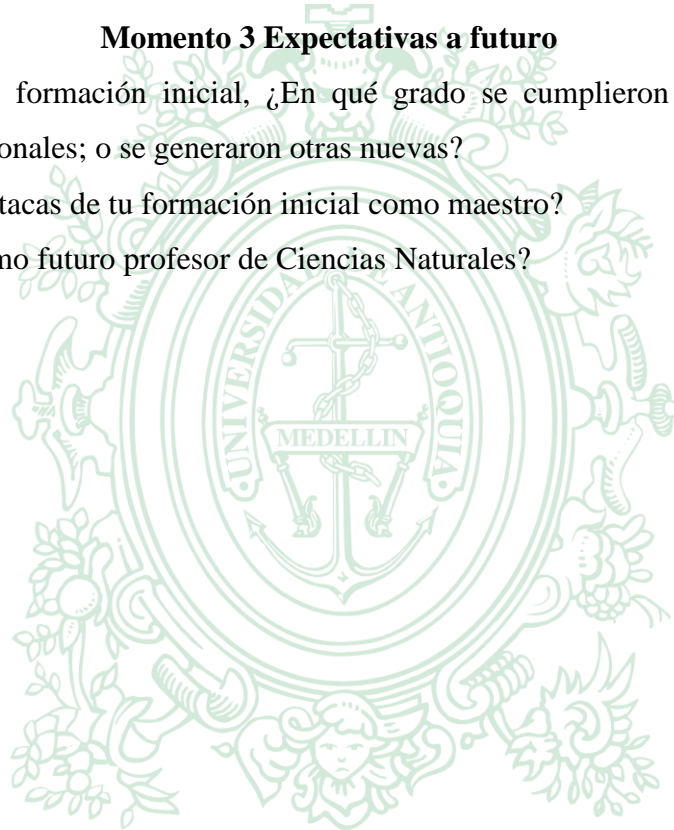 Momento 3 Expectativas a futuro
formación inicial, ¿En qué grado se cumplieron
onales; o se generaron otras nuevas?
tacas de tu formación inicial como maestro?
mo futuro profesor de Ciencias Naturales?
UNIVERSIDAD DE ANTIOQUIA
MEDELLIN